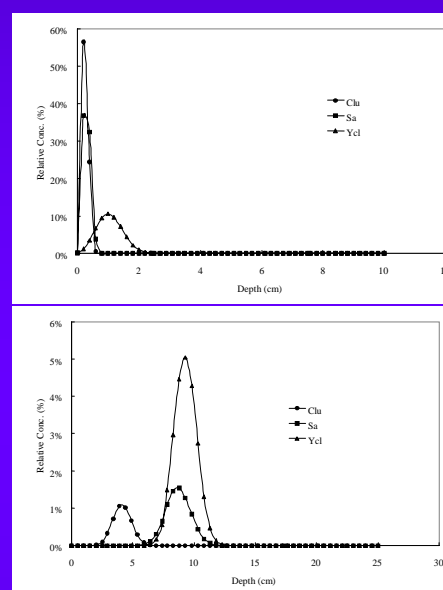 60%
50%
40%
30%
20%
10%
0%
Relative Conc. (%)
Clu
Sa
Ycl
0 2 4 6 8 10
Depth (cm)
6%
5%
4%
3%
2%
1%
0%
Relative Conc. (%)
Clu
Sa
Ycl
0 5 10 15 20 25 30
Depth (cm)